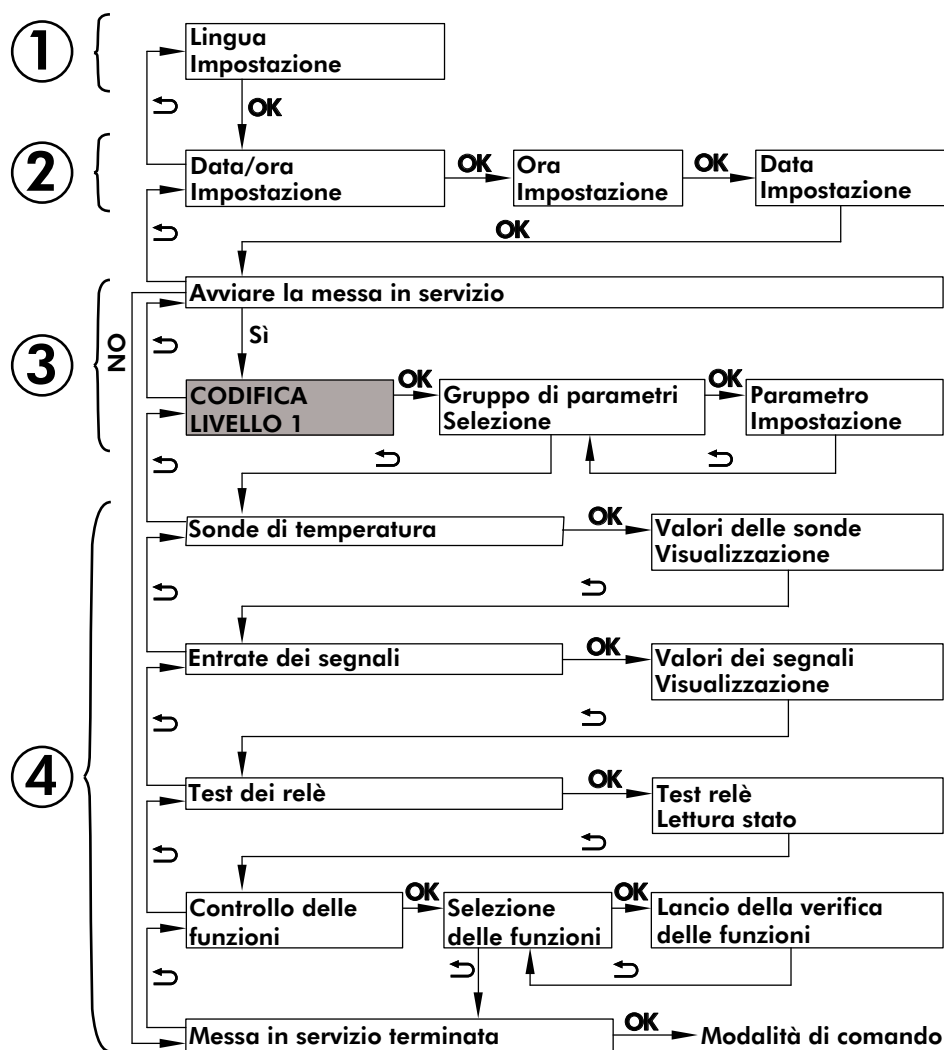 1
Lingua
Impostazione
OK
2
Data/ora
Impostazione
OK
Ora
Impostazione
OK
Data
Impostazione
OK
3
Avviare la messa in servizio
NO
Sì
CODIFICA
LIVELLO 1
OK
Gruppo di parametri
Selezione
OK
Parametro
Impostazione
4
Sonde di temperatura
OK
Valori delle sonde
Visualizzazione
Entrate dei segnali
OK
Valori dei segnali
Visualizzazione
Test dei relè
OK
Test relè
Lettura stato
Controllo delle
funzioni
OK
Selezione
delle funzioni
OK
Lancio della verifica
delle funzioni
Messa in servizio terminata
OK
Modalità di comando